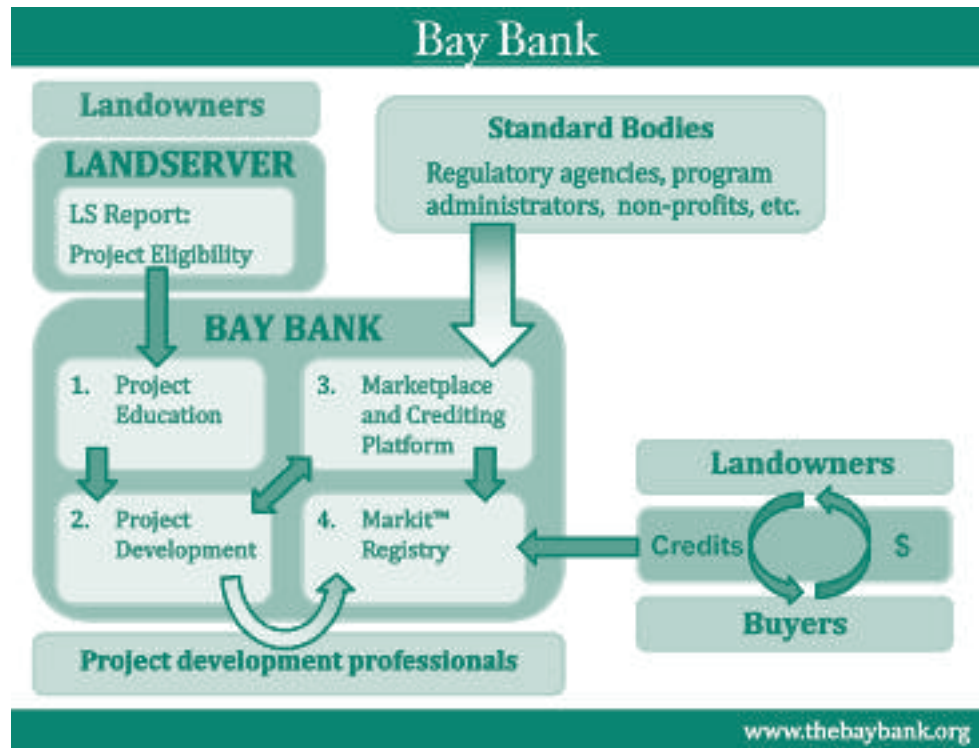 Bay Bank
Landowners
LANDSERVER
LS Report:
Project Eligibility
Standard Bodies
Regulatory agencies, program
administrators, non-profits, etc.
BAY BANK
1. Project
Education
2. Project
Development
3. Marketplace
and Crediting
Platform
4. Markit™
Registry
Landowners
Credits
$
Buyers
Project development professionals
www.thebaybank.org